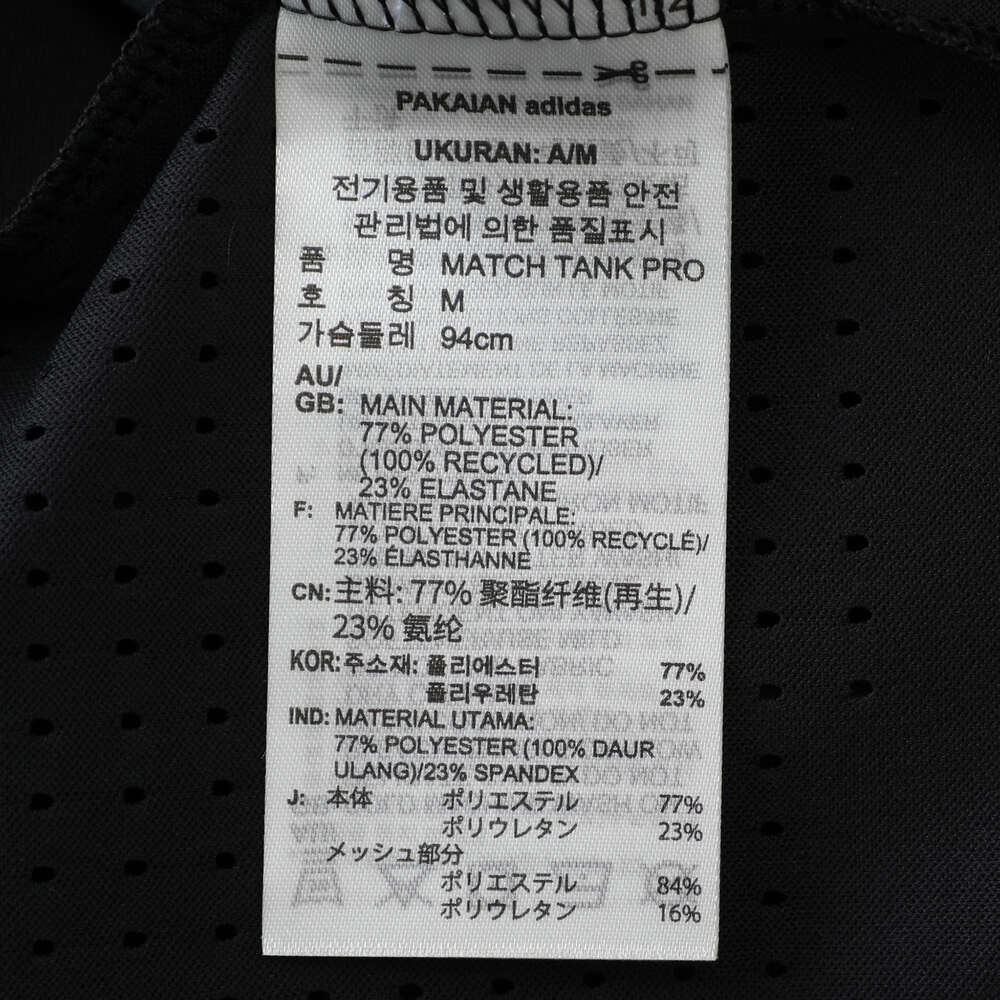 PAKAIAN adidas
UKURAN: A/M
전기용품 및 생활용품 안전
관리법에 의한 품질표시
품 명 MATCH TANK PRO
호 칭 M
가슴둘레 94cm
AU/
GB: MAIN MATERIAL:
77% POLYESTER
(100% RECYCLED)/
23% ELASTANE
F: MATIERE PRINCIPALE:
77% POLYESTER (100% RECYCLÉ)/
23% ÉLASTHANNE
CN: 主料: 77% 聚酯纤维(再生)/
23% 氨纶
KOR: 주소재: 폴리에스터 77%
폴리우레탄 23%
IND: MATERIAL UTAMA:
77% POLYESTER (100% DAUR
ULANG)/23% SPANDEX
J: 本体 ポリエステル 77%
ポリウレタン 23%
メッシュ部分
ポリエステル 84%
ポリウレタン 16%